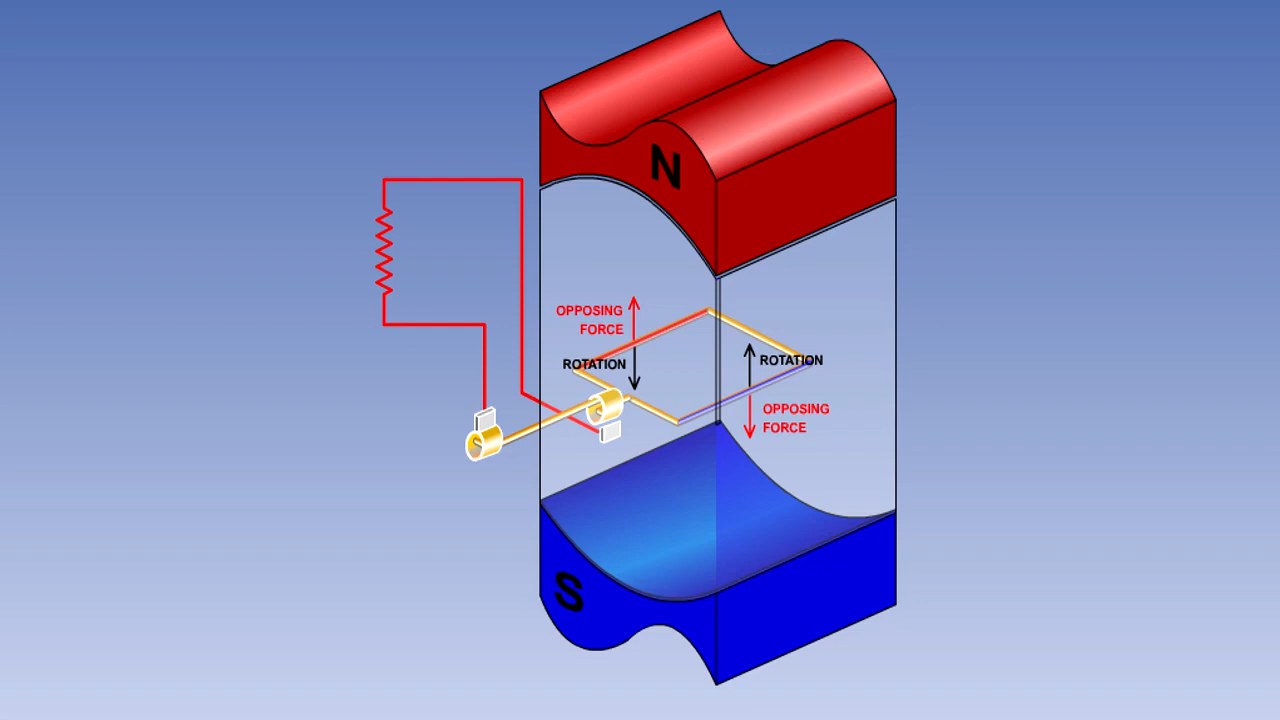 N
OPPOSING
FORCE
ROTATION
ROTATION
OPPOSING
FORCE
S